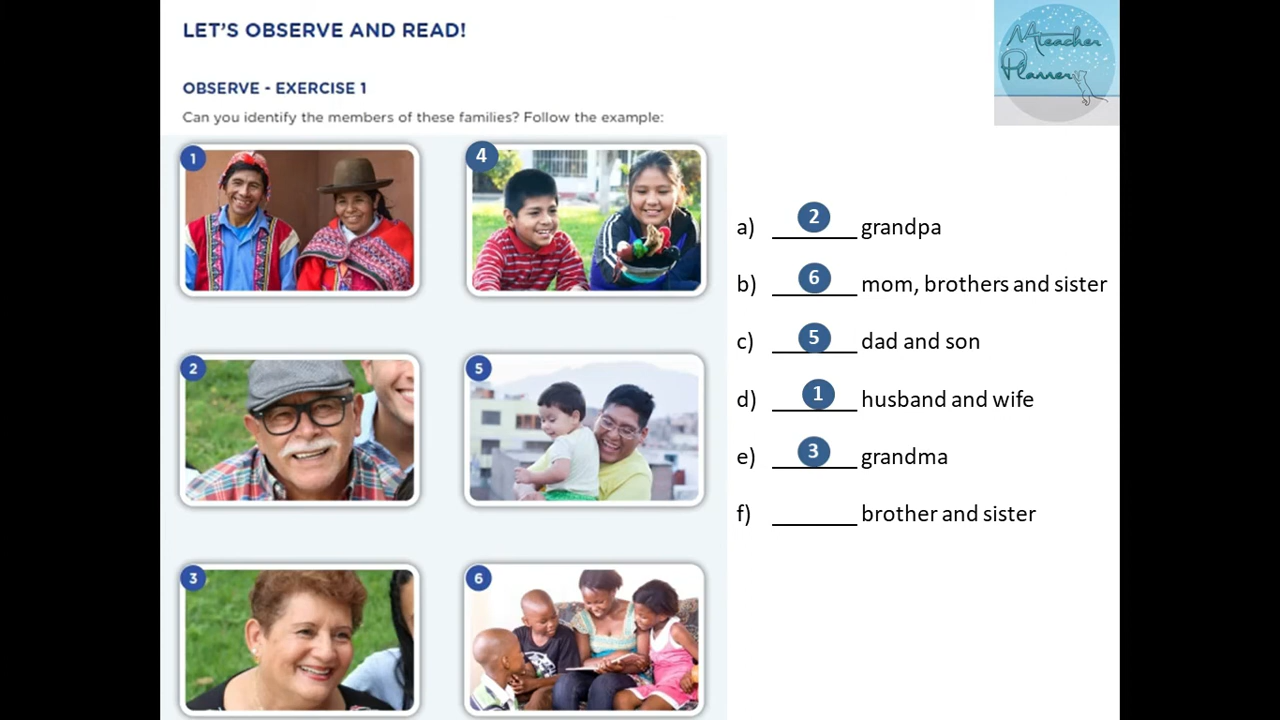 LET'S OBSERVE AND READ!
OBSERVE - EXERCISE 1
Can you identify the members of these families? Follow the example:
1
4
2
5
3
6
Mteacher
Planner
a) 2 grandpa
b) 6 mom, brothers and sister
c) 5 dad and son
d) 1 husband and wife
e) 3 grandma
f) ______ brother and sister